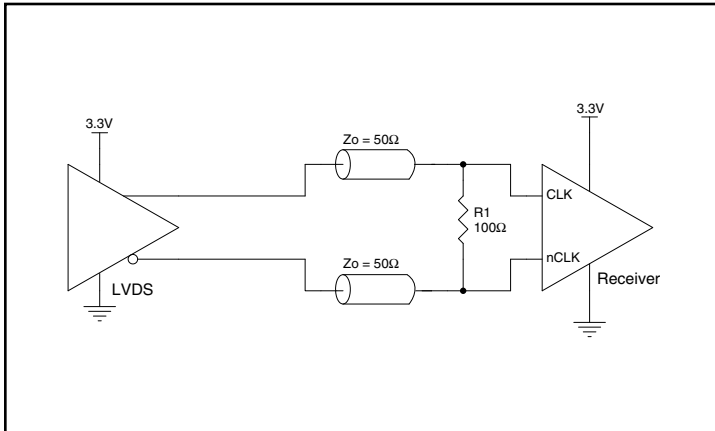 3.3V
3.3V
Zo = 50Ω
CLK
R1
100Ω
Zo = 50Ω
nCLK
LVDS
Receiver